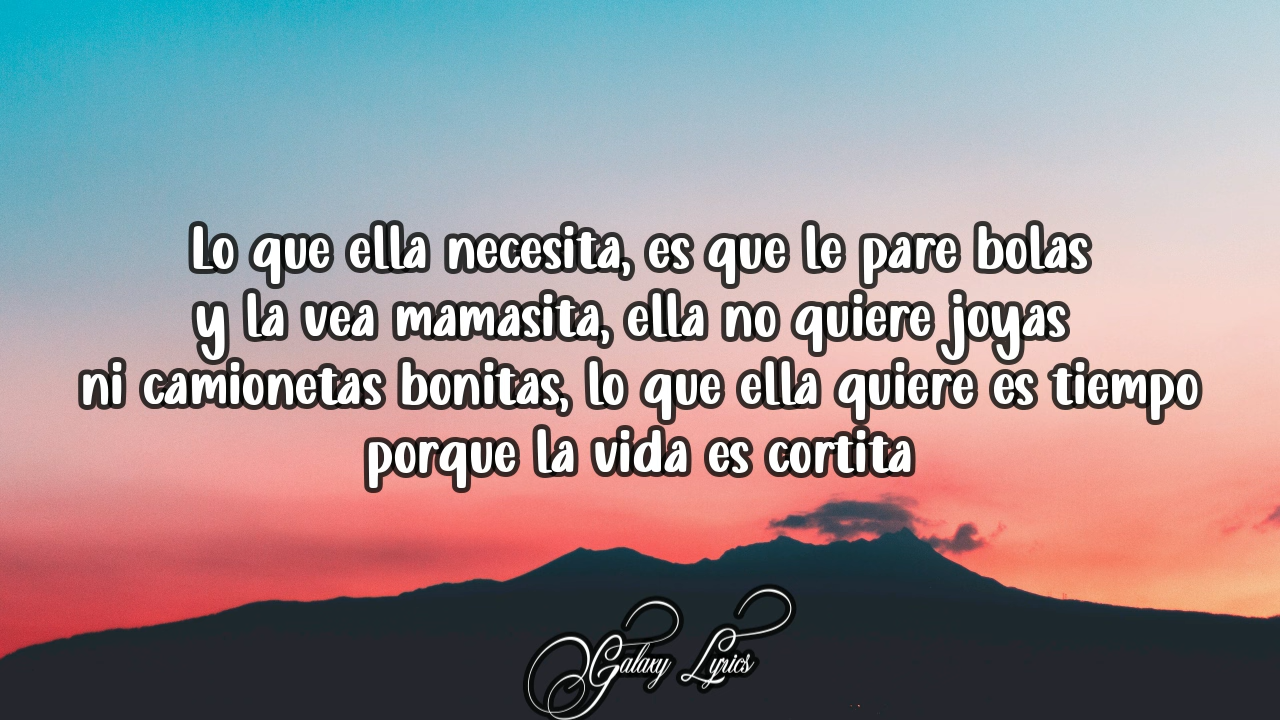 Lo que ella necesita, es que le pare bolas
y la vea mamasita, ella no quiere joyas
ni camionetas bonitas, lo que ella quiere es tiempo
porque la vida es cortita
Galaxy Lyrics